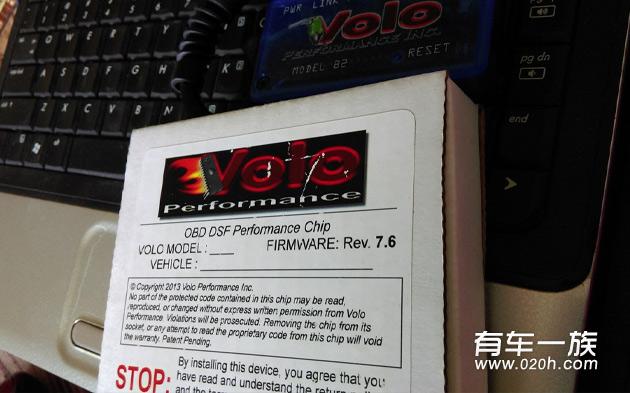 PWR LINK
Volo
PERFORMANCE INC.
MODEL 82
RESET
pg dn
end
Volo
Performance
OBD DSF Performance Chip
VOLO MODEL : ____ FIRMWARE: Rev. 7.6
VEHICLE : ____
© Copyright 2013 Volo Performance Inc.
No part of the protected code contained in this chip may be read,
reproduced, or changed without express written permission from Volo
Performance. Violations will be prosecuted. Removing the chip from its
socket, or any attempt to read the proprietary code from this chip will void
the warranty. Patent Pending.
STOP:
By installing this device, you agree that you
have read and understand the return
有车一族
www.020h.com